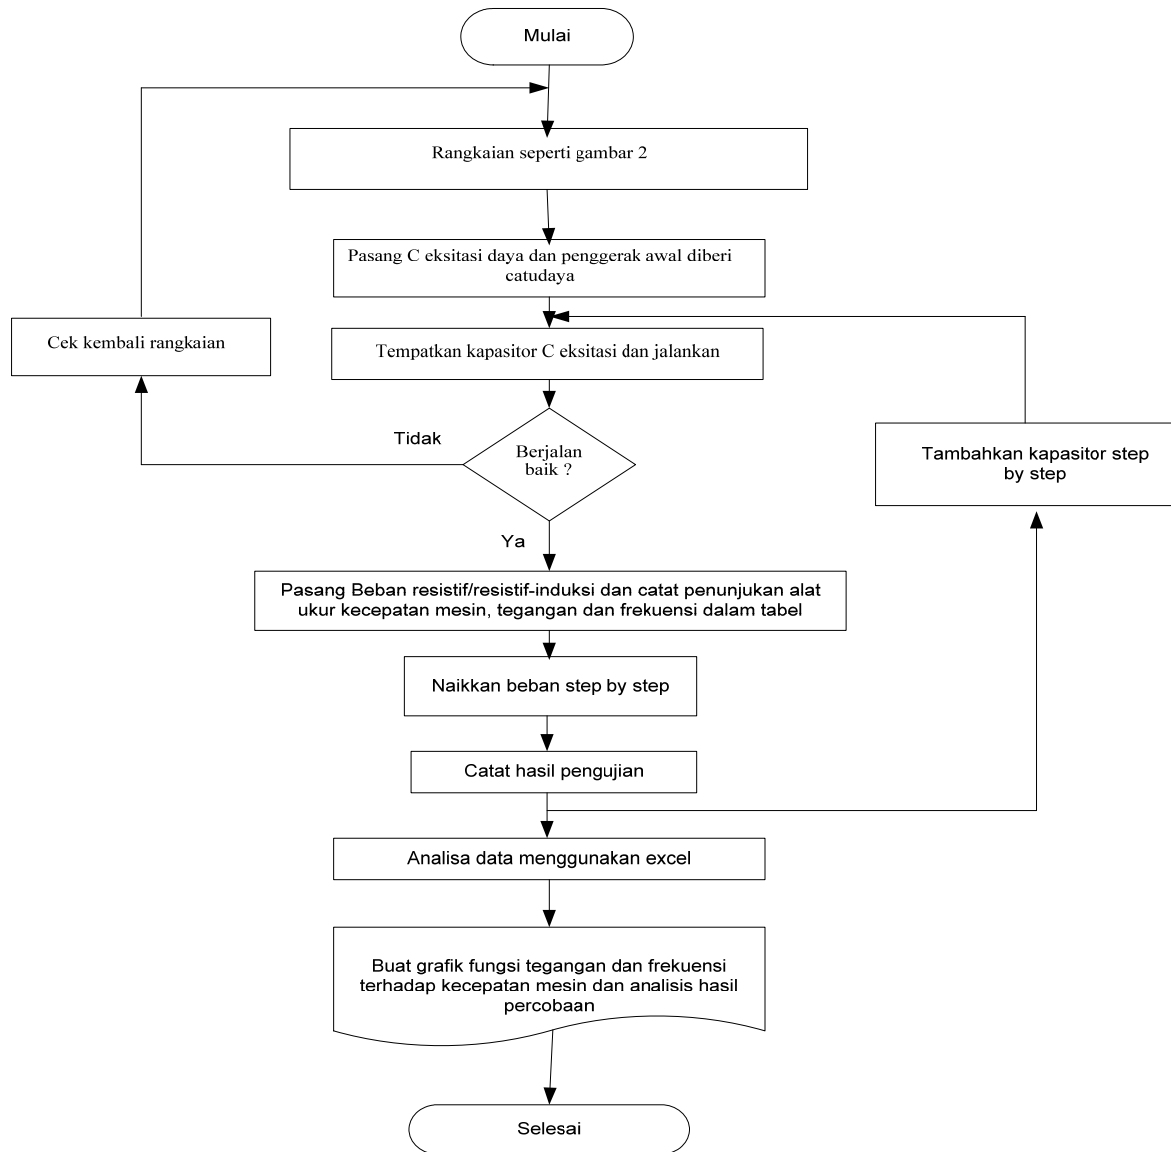 Mulai
Rangkaian seperti gambar 2
Pasang C eksitasi daya dan penggerak awal diberi
catudaya
Cek kembali rangkaian
Tempatkan kapasitor C eksitasi dan jalankan
Tidak
Berjalan
baik ?
Tambahkan kapasitor step
by step
Ya
Pasang Beban resistif/resistif-induksi dan catat penunjukan alat
ukur kecepatan mesin, tegangan dan frekuensi dalam tabel
Naikkan beban step by step
Catat hasil pengujian
Analisa data menggunakan excel
Buat grafik fungsi tegangan dan frekuensi
terhadap kecepatan mesin dan analisis hasil
percobaan
Selesai